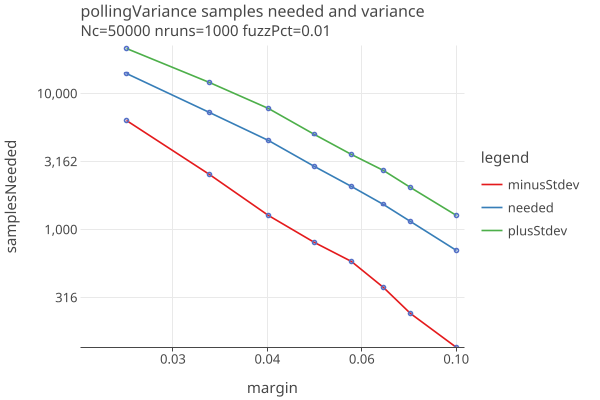 pollingVariance samples needed and variance
Nc=50000 nruns=1000 fuzzPct=0.01
10,000
3,162
1,000
316
samplesNeeded
0.03
0.04
0.06
0.10
margin
legend
minusStdev
needed
plusStdev